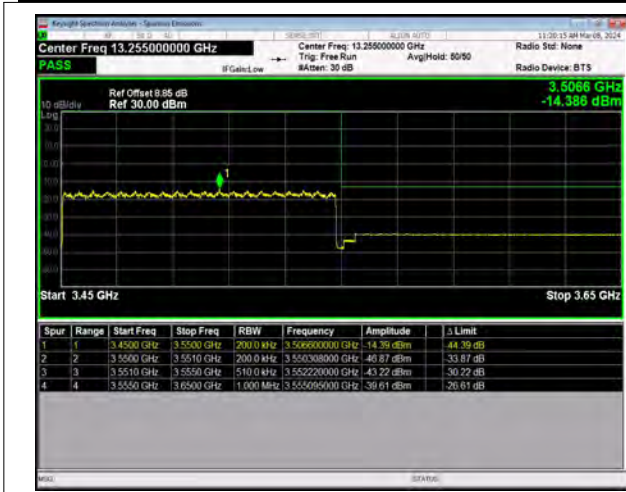 Keysight Spectrum Analyzer - Spurious Emissions
SENSE:INT ALIGN AUTO 11:20:15 AM Mar 09, 2024
Center Freq 13.255000000 GHz Center Freq: 13.255000000 GHz Radio Std: None
Trig: Free Run Avg|Hold: 50/50
PASS IFGain:Low #Atten: 30 dB Radio Device: BTS
Ref Offset 8.85 dB 3.5066 GHz
10 dB/div Ref 30.00 dBm -14.386 dBm
Log
1
Start 3.45 GHz Stop 3.65 GHz
Spur Range Start Freq Stop Freq RBW Frequency Amplitude Δ Limit
1 1 3.4500 GHz 3.5500 GHz 200.0 kHz 3.506600000 GHz -14.39 dBm -44.39 dB
2 2 3.5500 GHz 3.5510 GHz 200.0 kHz 3.550308000 GHz -46.87 dBm -33.87 dB
3 3 3.5510 GHz 3.5550 GHz 510.0 kHz 3.552220000 GHz -43.22 dBm -30.22 dB
4 4 3.5550 GHz 3.6500 GHz 1.000 MHz 3.555095000 GHz -39.61 dBm -26.61 dB
MSG STATUS